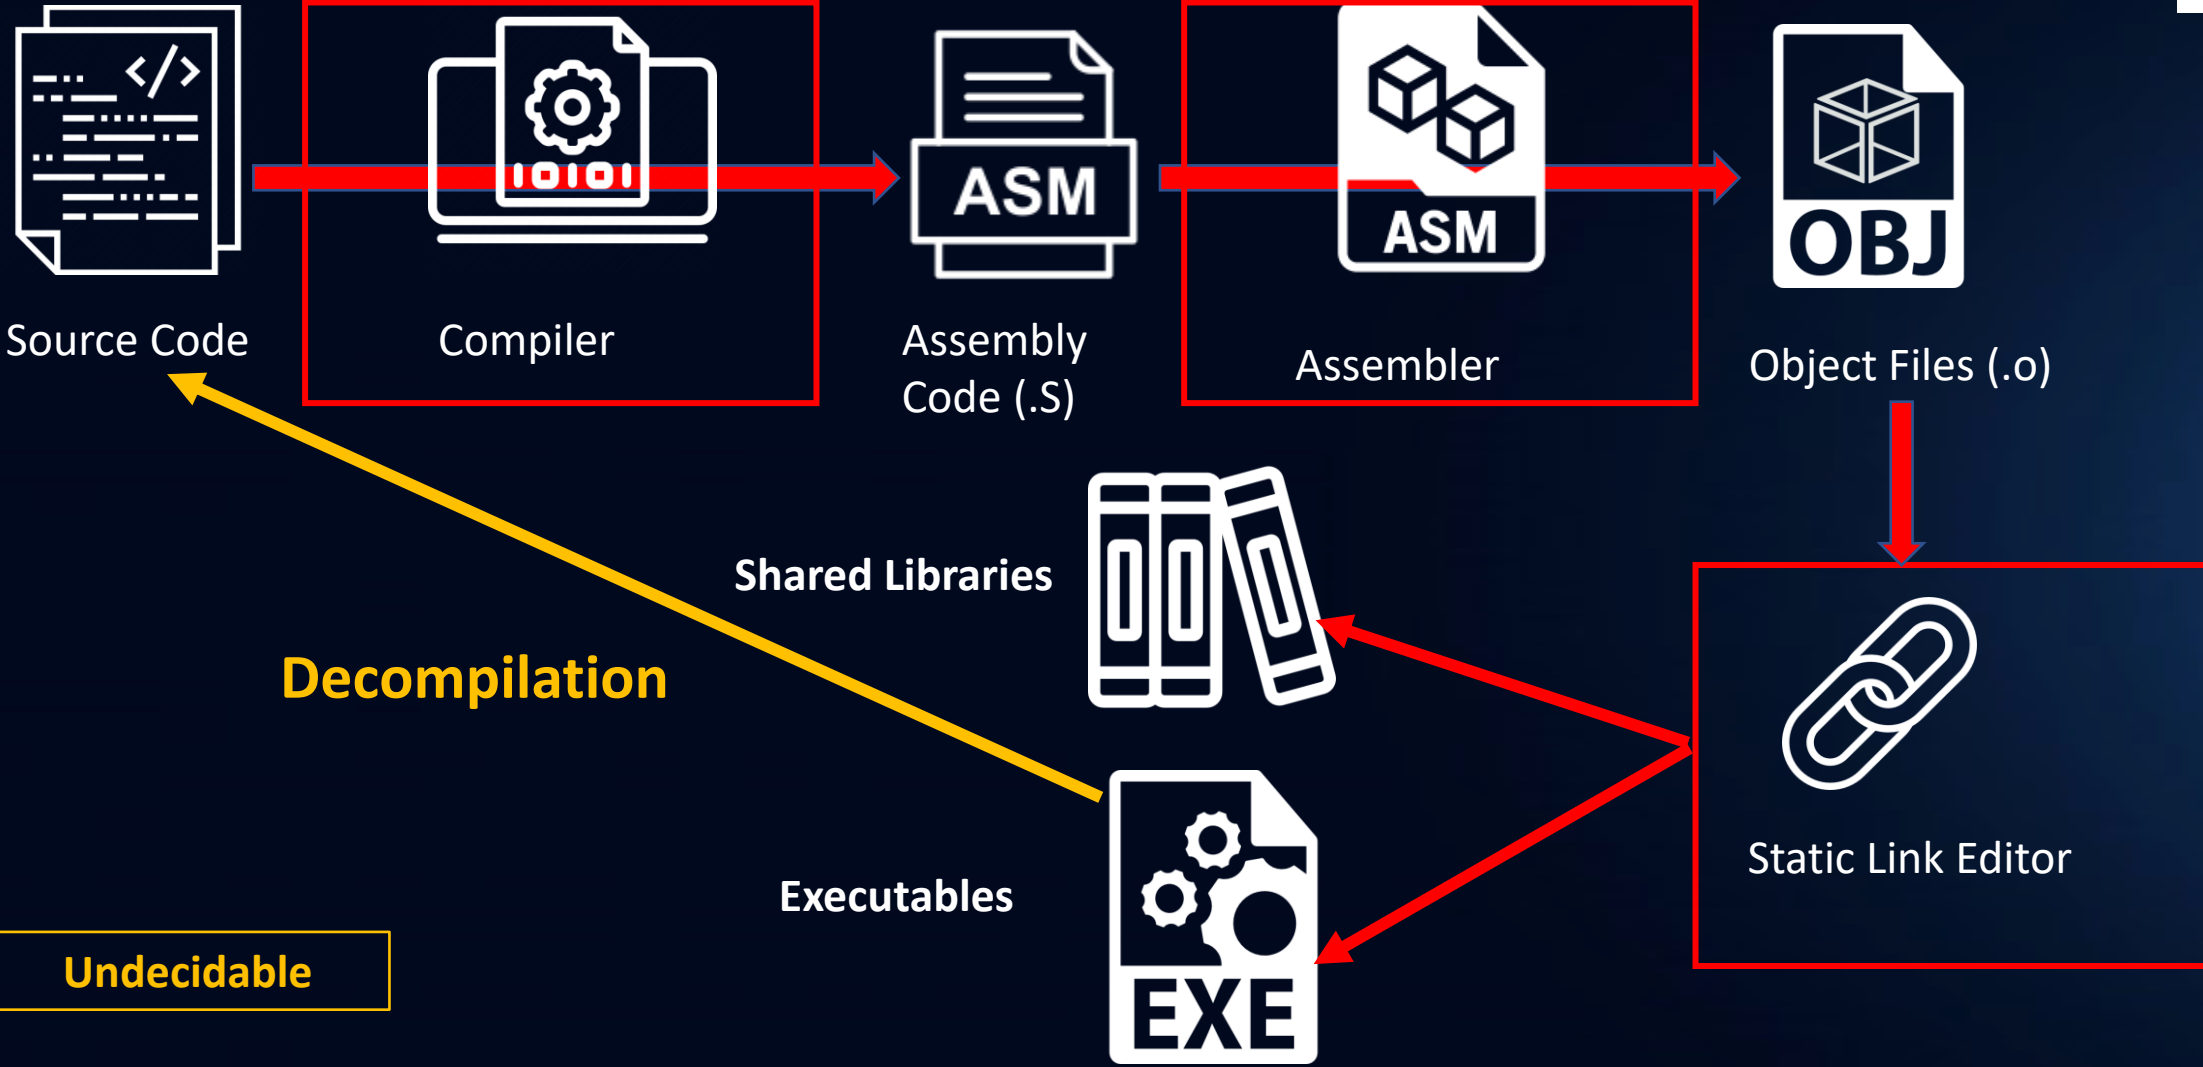 </>
10101
ASM
ASM
OBJ
Source Code
Compiler
Assembly
Code (.S)
Assembler
Object Files (.o)
Shared Libraries
Decompilation
Static Link Editor
Executables
Undecidable
EXE